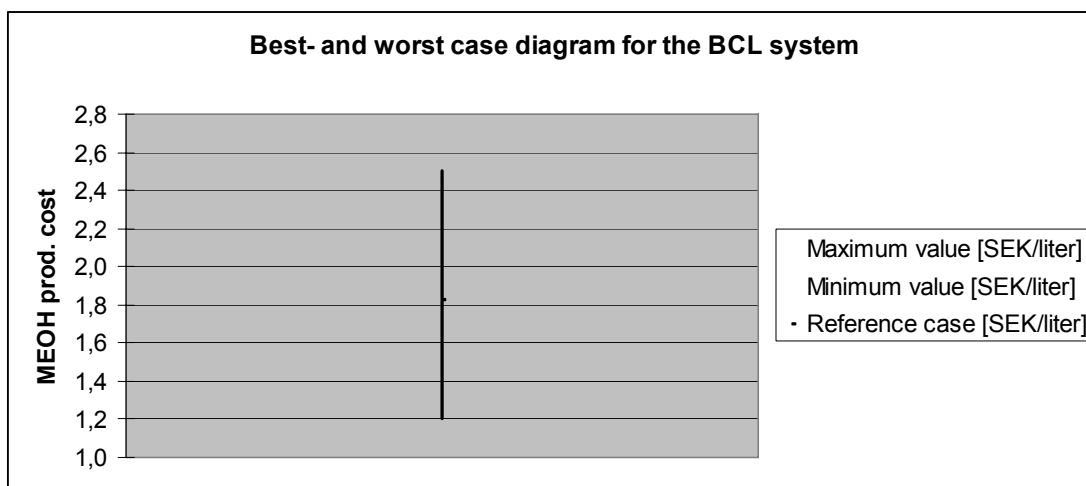 Best- and worst case diagram for the BCL system
MEOH prod. cost
2,8
2,6
2,4
2,2
2,0
1,8
1,6
1,4
1,2
1,0
Maximum value [SEK/liter]
Minimum value [SEK/liter]
Reference case [SEK/liter]